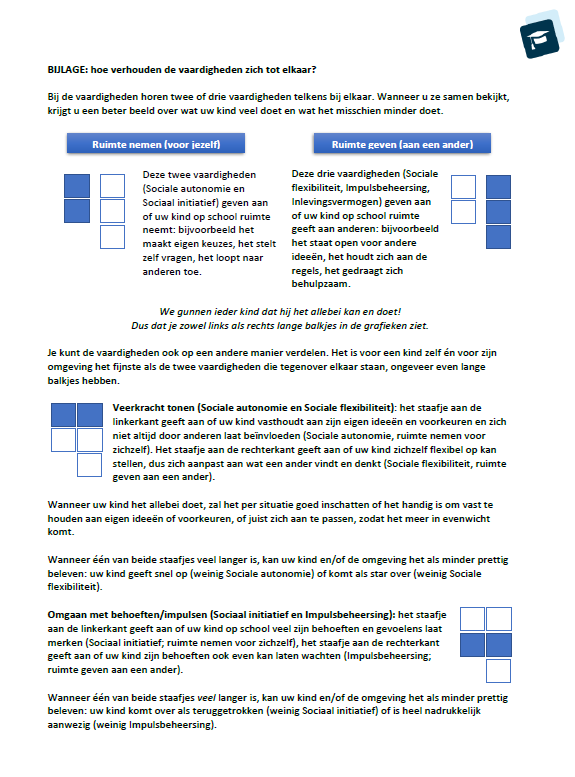 BIJLAGE: hoe verhouden de vaardigheden zich tot elkaar?
Bij de vaardigheden horen twee of drie vaardigheden telkens bij elkaar. Wanneer u ze samen bekijkt,
krijgt u een beter beeld over wat uw kind veel doet en wat het misschien minder doet.
Ruimte nemen (voor jezelf)
Deze twee vaardigheden
(Sociale autonomie en
Sociaal initiatief) geven aan
of uw kind op school ruimte
neemt: bijvoorbeeld het
maakt eigen keuzes, het stelt
zelf vragen, het loopt naar
anderen toe.
Ruimte geven (aan een ander)
Deze drie vaardigheden (Sociale
flexibiliteit, Impulsbeheersing,
Inlevingsvermogen) geven aan
of uw kind op school ruimte
geeft aan anderen: bijvoorbeeld
het staat open voor andere
ideeën, het houdt zich aan de
regels, het gedraagt zich
behulpzaam.
We gunnen ieder kind dat hij het allebei kan en doet!
Dus dat je zowel links als rechts lange balkjes in de grafieken ziet.
Je kunt de vaardigheden ook op een andere manier verdelen. Het is voor een kind zelf én voor zijn
omgeving het fijnste als de twee vaardigheden die tegenover elkaar staan, ongeveer even lange
balkjes hebben.
Veerkracht tonen (Sociale autonomie en Sociale flexibiliteit): het staafje aan de
linkerkant geeft aan of uw kind vasthoudt aan zijn eigen ideeën en voorkeuren en zich
niet altijd door anderen laat beïnvloeden (Sociale autonomie, ruimte nemen voor
zichzelf). Het staafje aan de rechterkant geeft aan of uw kind zichzelf flexibel op kan
stellen, dus zich aanpast aan wat een ander vindt en denkt (Sociale flexibiliteit, ruimte
geven aan een ander).
Wanneer uw kind het allebei doet, zal het per situatie goed inschatten of het handig is om vast te
houden aan eigen ideeën of voorkeuren, of juist zich aan te passen, zodat het meer in evenwicht
komt.
Wanneer één van beide staafjes veel langer is, kan uw kind en/of de omgeving het als minder prettig
beleven: uw kind geeft snel op (weinig Sociale autonomie) of komt als star over (weinig Sociale
flexibiliteit).
Omgaan met behoeften/impulsen (Sociaal initiatief en Impulsbeheersing): het staafje
aan de linkerkant geeft aan of uw kind op school veel zijn behoeften en gevoelens laat
merken (Sociaal initiatief; ruimte nemen voor zichzelf), het staafje aan de rechterkant
geeft aan of uw kind zijn behoeften ook even kan laten wachten (Impulsbeheersing;
ruimte geven aan een ander).
Wanneer één van beide staafjes veel langer is, kan uw kind en/of de omgeving het als minder prettig
beleven: uw kind komt over als teruggetrokken (weinig Sociaal initiatief) of is heel nadrukkelijk
aanwezig (weinig Impulsbeheersing).